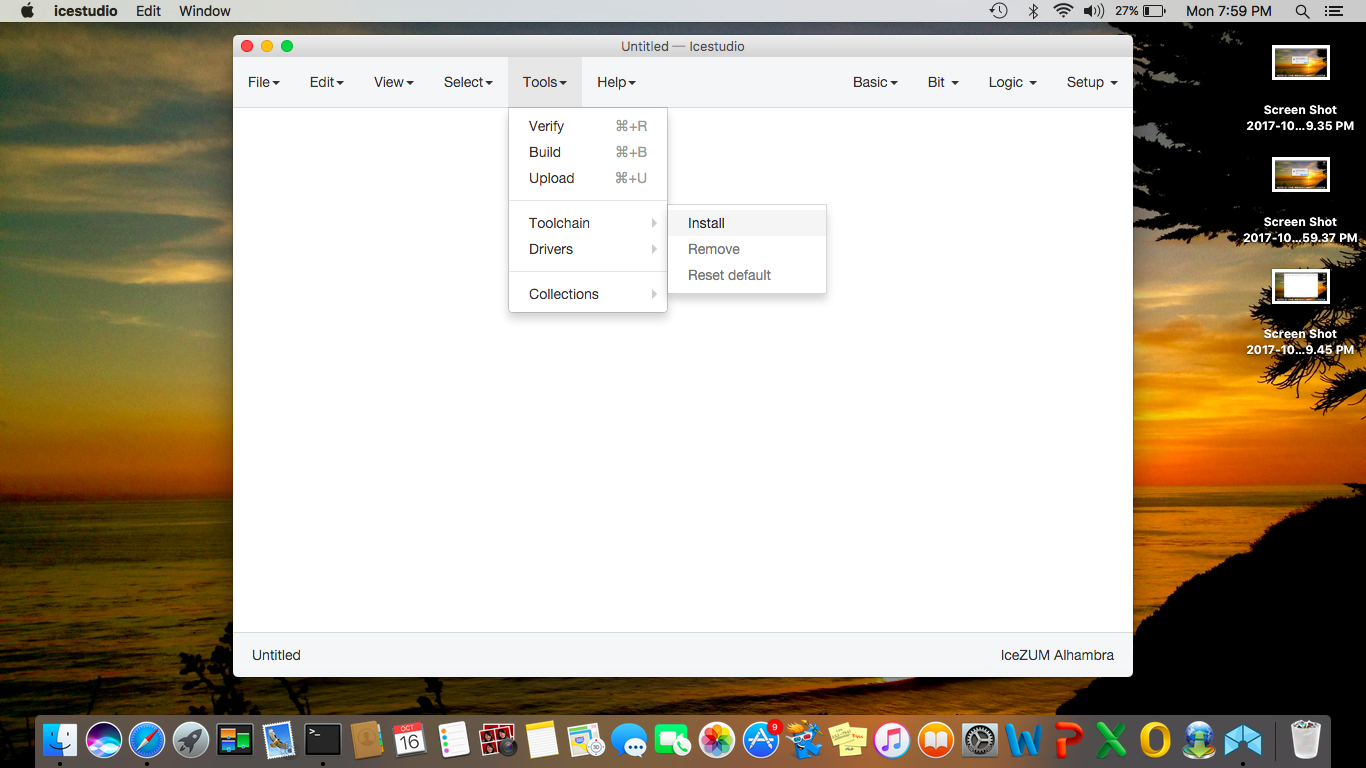 icestudio Edit Window 27% Mon 7:59 PM
Untitled — Icestudio
File Edit View Select Tools Help Basic Bit Logic Setup
Verify ⌘+R
Build ⌘+B
Upload ⌘+U
Toolchain
Drivers
Collections
Install
Remove
Reset default
Untitled IceZUM Alhambra
Screen Shot
2017-10...9.35 PM
Screen Shot
2017-10...59.37 PM
Screen Shot
2017-10...9.45 PM
OCT
16
9